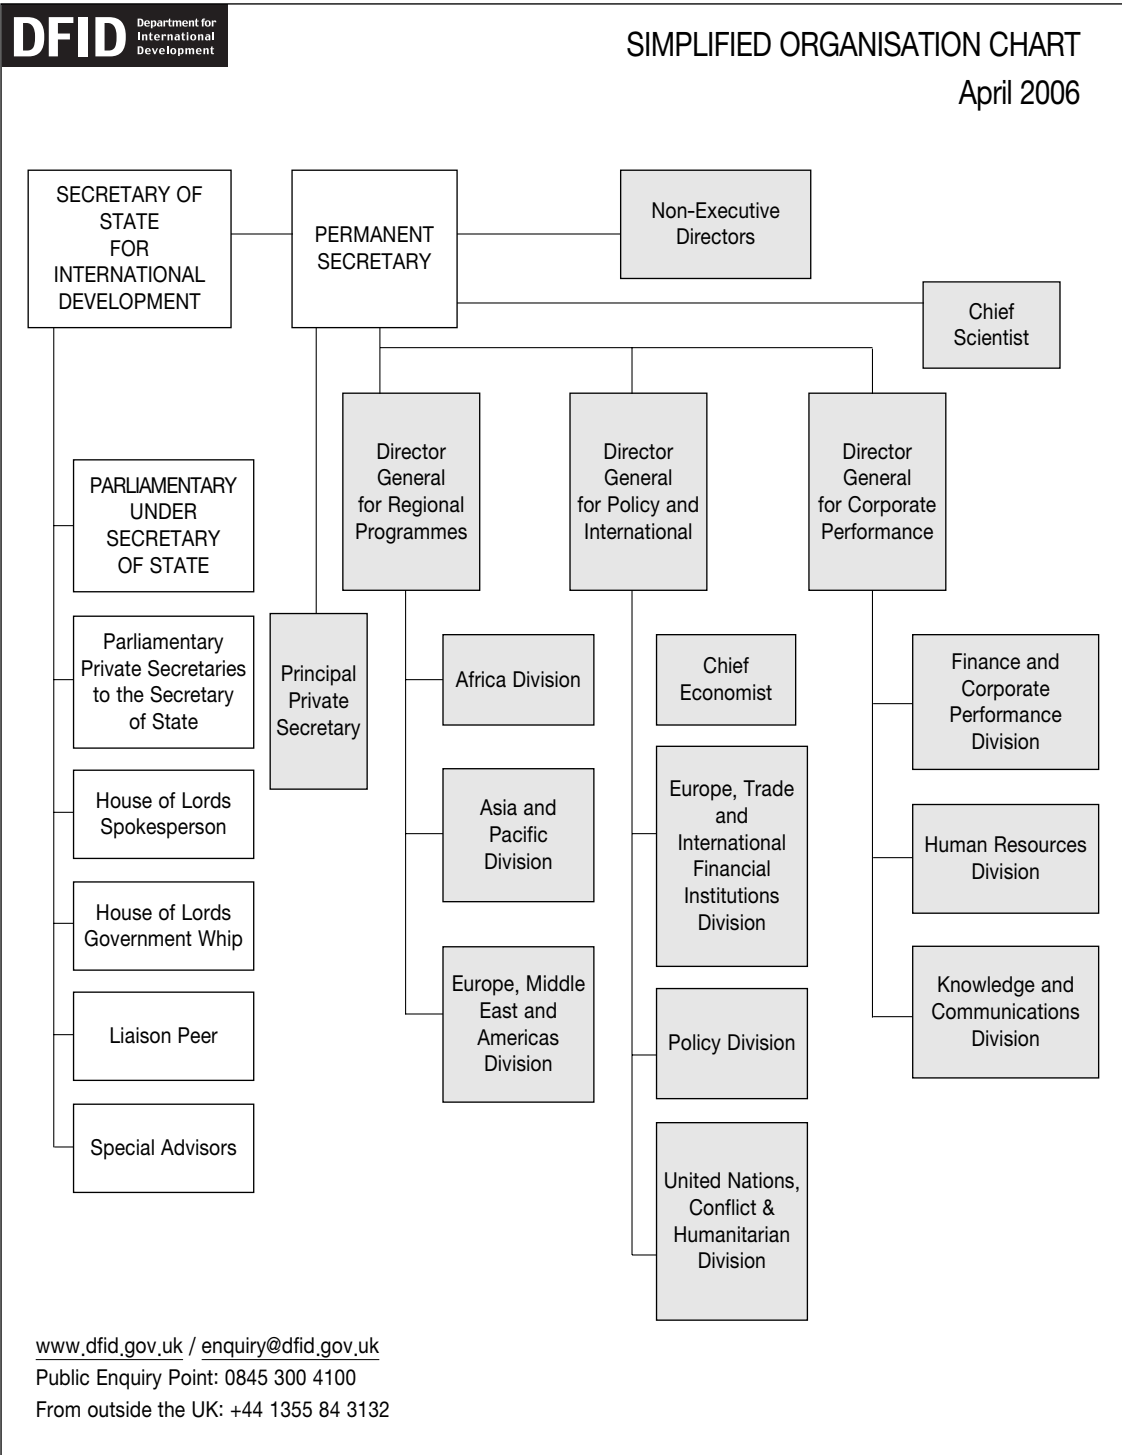 DFID
Department for
International
Development
SIMPLIFIED ORGANISATION CHART
April 2006
SECRETARY OF
STATE
FOR
INTERNATIONAL
DEVELOPMENT
PERMANENT
SECRETARY
Non-Executive
Directors
Chief
Scientist
PARLIAMENTARY
UNDER
SECRETARY
OF STATE
Parliamentary
Private Secretaries
to the Secretary
of State
House of Lords
Spokesperson
House of Lords
Government Whip
Liaison Peer
Special Advisors
Principal
Private
Secretary
Director
General
for Regional
Programmes
Africa Division
Asia and
Pacific
Division
Europe, Middle
East and
Americas
Division
Director
General
for Policy and
International
Chief
Economist
Europe, Trade
and
International
Financial
Institutions
Division
Policy Division
United Nations,
Conflict &
Humanitarian
Division
Director
General
for Corporate
Performance
Finance and
Corporate
Performance
Division
Human Resources
Division
Knowledge and
Communications
Division
www.dfid.gov.uk / enquiry@dfid.gov.uk
Public Enquiry Point: 0845 300 4100
From outside the UK: +44 1355 84 3132